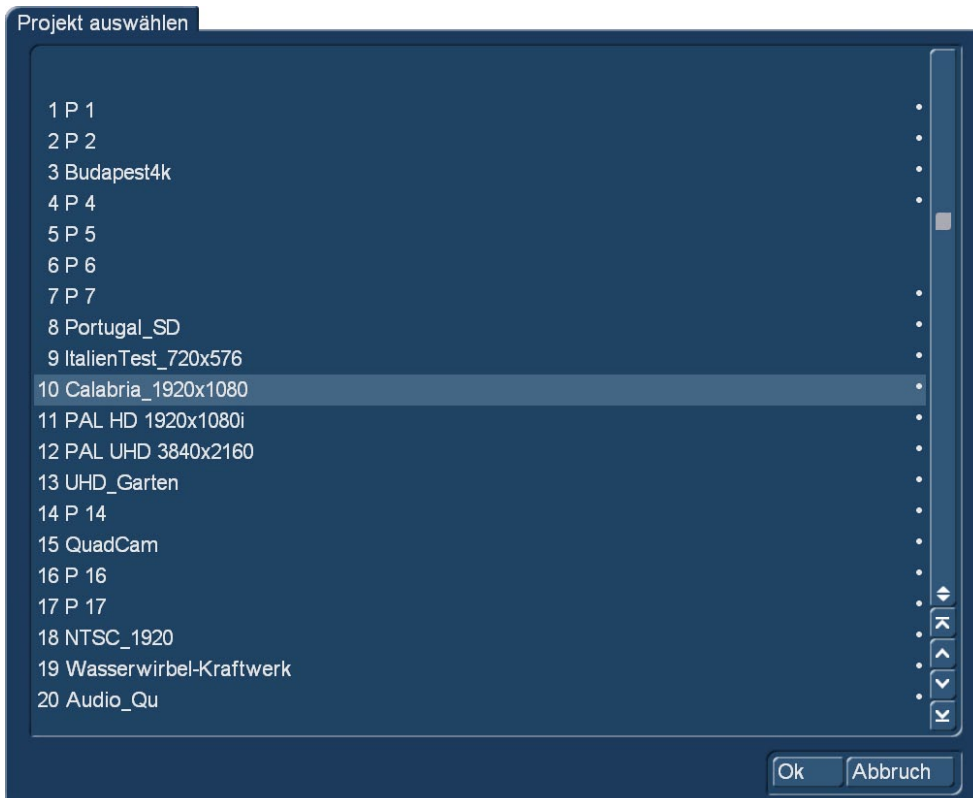 Projekt auswählen
1 P 1
2 P 2
3 Budapest4k
4 P 4
5 P 5
6 P 6
7 P 7
8 Portugal_SD
9 ItalienTest_720x576
10 Calabria_1920x1080
11 PAL HD 1920x1080i
12 PAL UHD 3840x2160
13 UHD_Garten
14 P 14
15 QuadCam
16 P 16
17 P 17
18 NTSC_1920
19 Wasserwirbel-Kraftwerk
20 Audio_Qu
Ok Abbruch